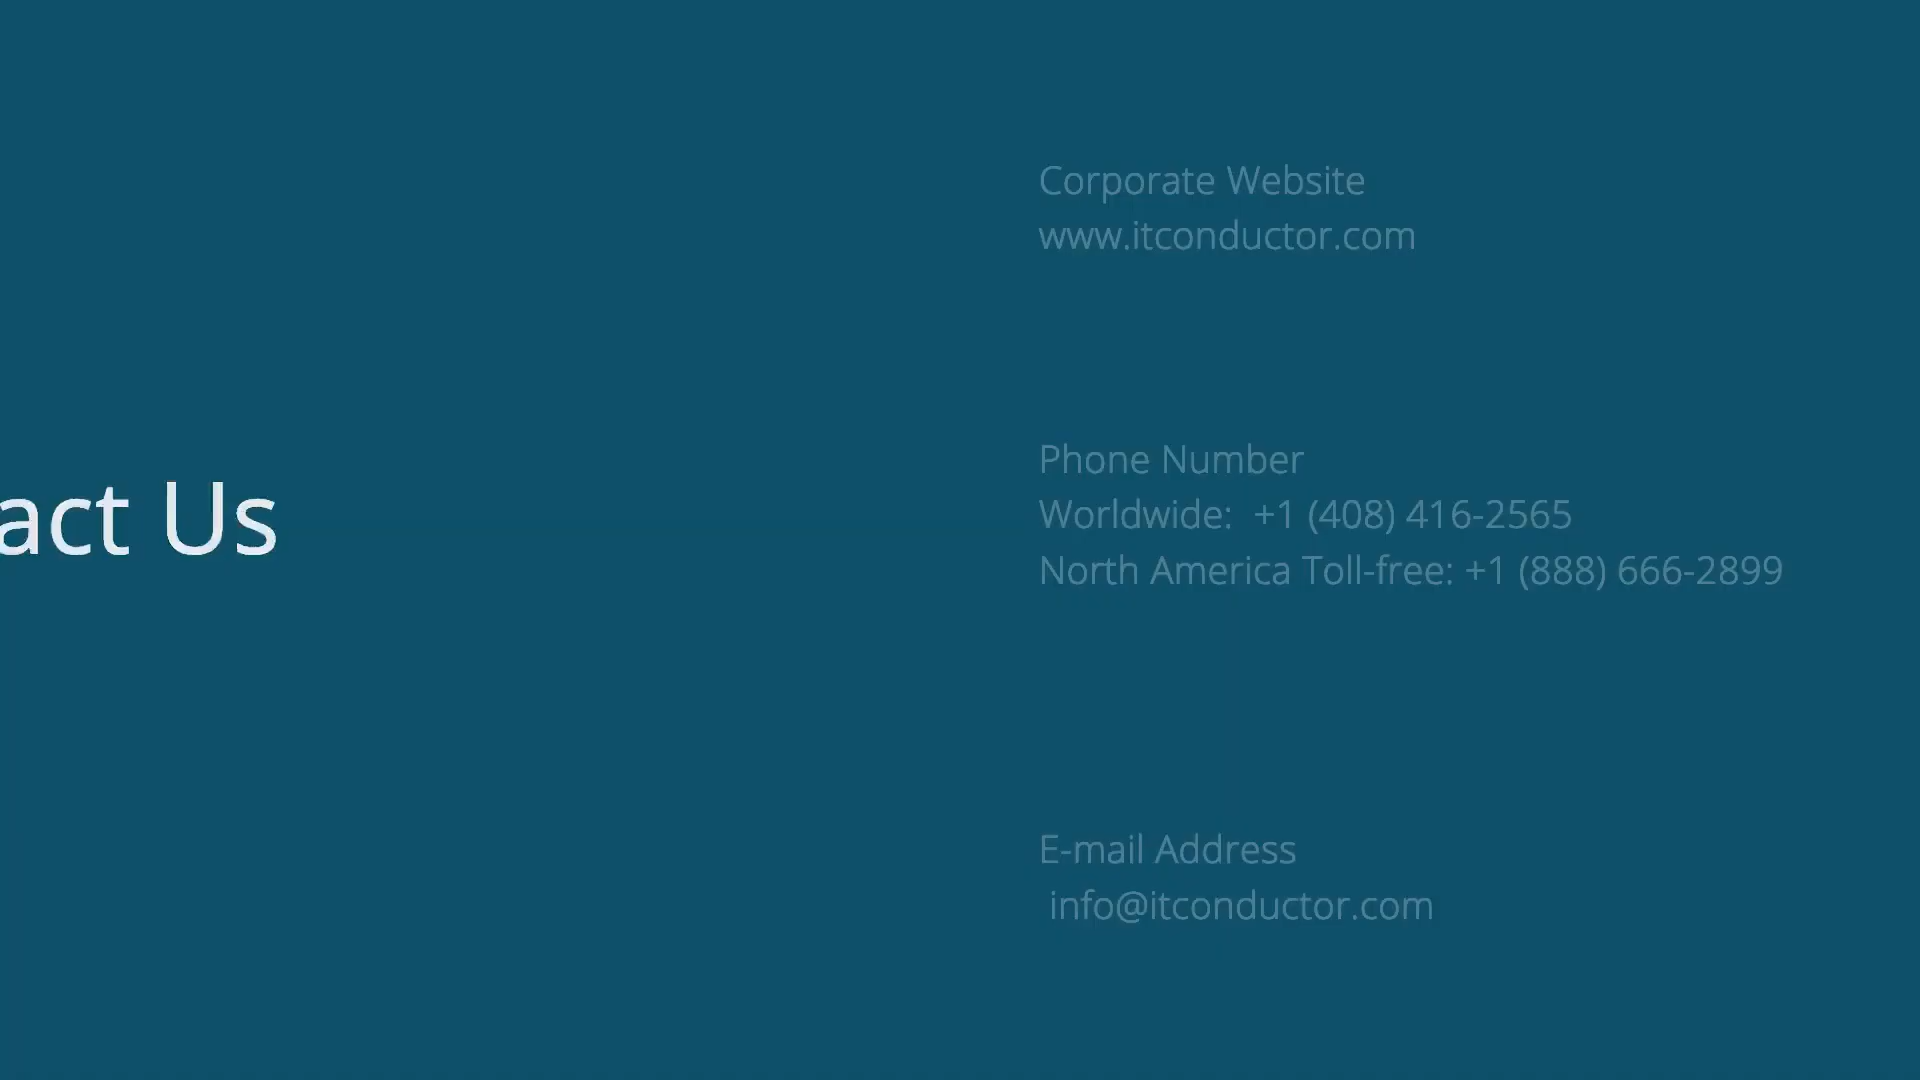 act Us
Corporate Website
www.itconductor.com
Phone Number
Worldwide:  +1 (408) 416-2565
North America Toll-free: +1 (888) 666-2899
E-mail Address
info@itconductor.com